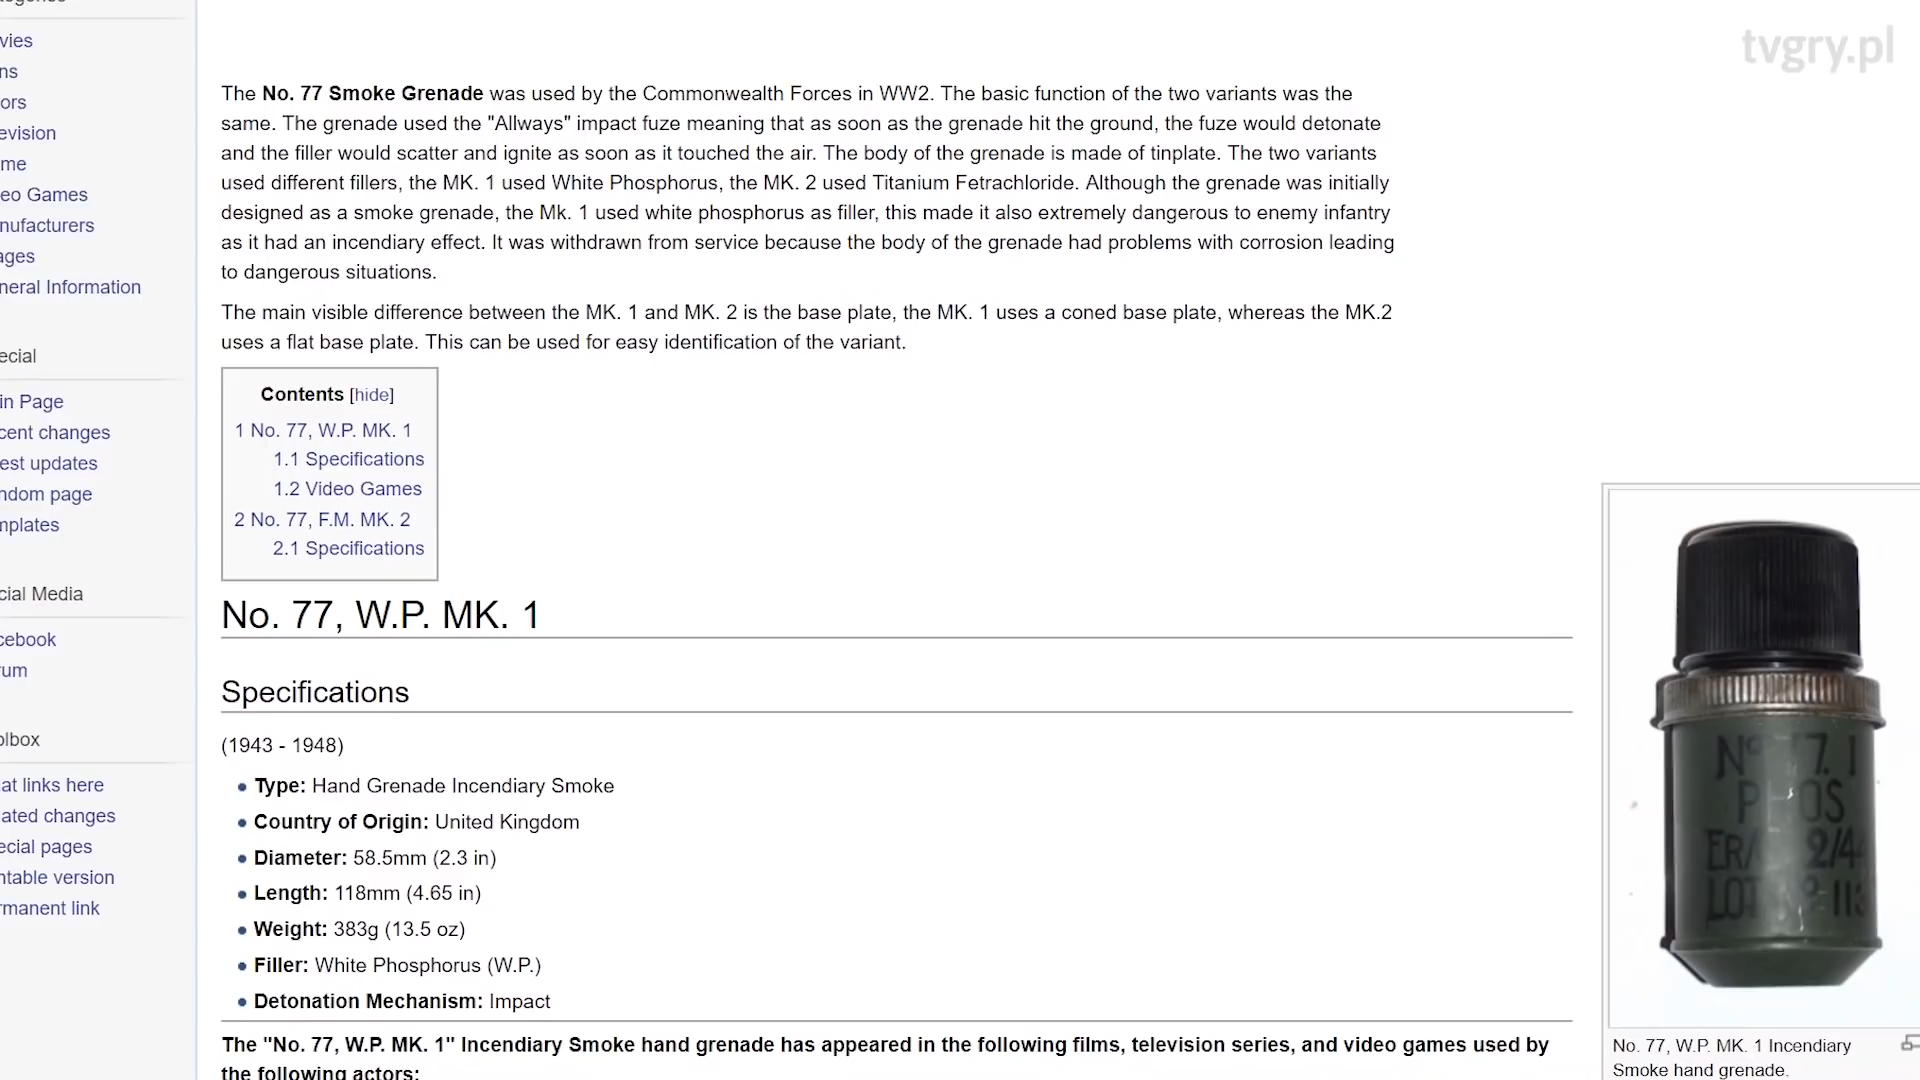 tvgry.pl
vies
ns
ors
evision
me
eo Games
nufacturers
ages
neral Information
ecial
in Page
cent changes
est updates
ndom page
mplates
cial Media
cebook
rum
olbox
at links here
ated changes
ecial pages
ntable version
rmanent link
The No. 77 Smoke Grenade was used by the Commonwealth Forces in WW2. The basic function of the two variants was the
same. The grenade used the "Allways" impact fuze meaning that as soon as the grenade hit the ground, the fuze would detonate
and the filler would scatter and ignite as soon as it touched the air. The body of the grenade is made of tinplate. The two variants
used different fillers, the MK. 1 used White Phosphorus, the MK. 2 used Titanium Fetrachloride. Although the grenade was initially
designed as a smoke grenade, the Mk. 1 used white phosphorus as filler, this made it also extremely dangerous to enemy infantry
as it had an incendiary effect. It was withdrawn from service because the body of the grenade had problems with corrosion leading
to dangerous situations.
The main visible difference between the MK. 1 and MK. 2 is the base plate, the MK. 1 uses a coned base plate, whereas the MK.2
uses a flat base plate. This can be used for easy identification of the variant.
Contents [hide]
1 No. 77, W.P. MK. 1
1.1 Specifications
1.2 Video Games
2 No. 77, F.M. MK. 2
2.1 Specifications
No. 77, W.P. MK. 1
Specifications
(1943 - 1948)
Type: Hand Grenade Incendiary Smoke
Country of Origin: United Kingdom
Diameter: 58.5mm (2.3 in)
Length: 118mm (4.65 in)
Weight: 383g (13.5 oz)
Filler: White Phosphorus (W.P.)
Detonation Mechanism: Impact
The "No. 77, W.P. MK. 1" Incendiary Smoke hand grenade has appeared in the following films, television series, and video games used by
the following actors:
No. 77, W.P. MK. 1 Incendiary
Smoke hand grenade.